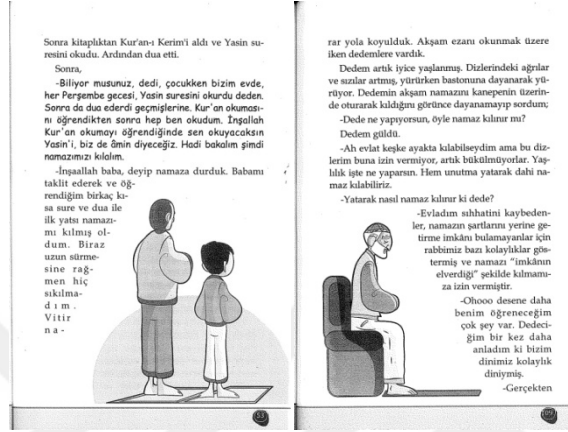 Sonra kitaplıktan Kur'an-ı Kerim'i aldı ve Yasin su-
resini okudu. Ardından dua etti.
Sonra,
-Biliyor musunuz, dedi, çocukken bizim evde,
her Perşembe gecesi, Yasin suresini okurdu deden.
Sonra da dua ederdi geçmişlerine. Kur'an okuması-
nı öğrendikten sonra hep ben okudum. İnşallah
Kur'an okumayı öğrendiğinde sen okuyacaksın
Yasin'i, biz de âmin diyeceğiz. Hadi bakalım şimdi
namazımızı kılalım.
-İnşaallah baba, deyip namaza durduk. Babamı
taklit ederek ve öğ-
rendiğim birkaç kı-
sa sure ve dua ile
ilk yatsı namazı-
mı kılmış ol-
dum. Biraz
uzun sürme-
sine rağ-
men hiç
sıkılma-
dım.
Vitir
na-
53
rar yola koyulduk. Akşam ezanı okunmak üzere
iken dedemlere vardık.
Dedem artık iyice yaşlanmış. Dizlerindeki ağrılar
ve sızılar artmış, yürürken bastonuna dayanarak yü-
rüyor. Dedemin akşam namazını kanepenin üzerin-
de oturarak kıldığını görünce dayanamayıp sordum;
-Dede ne yapıyorsun, öyle namaz kılınır mı?
Dedem güldü.
-Ah evlat keşke ayakta kılabilseydim ama bu diz-
lerim buna izin vermiyor, artık bükülmüyorlar. Yaş-
lılık işte ne yaparsın. Hem unutma yatarak dahi na-
maz kılabiliriz.
-Yatarak nasıl namaz kılınır ki dede?
-Evladım sıhhatini kaybeden-
ler, namazın şartlarını yerine ge-
tirme imkânı bulamayanlar için
rabbimiz bazı kolaylıklar gös-
termiş ve namazı "imkânın
elverdiği" şekilde kılmamı-
za izin vermiştir.
-Ohooo desene daha
benim öğreneceğim
çok şey var. Dedeci-
ğim bir kez daha
anladım ki bizim
dinimiz kolaylık
diniymiş.
-Gerçekten
109